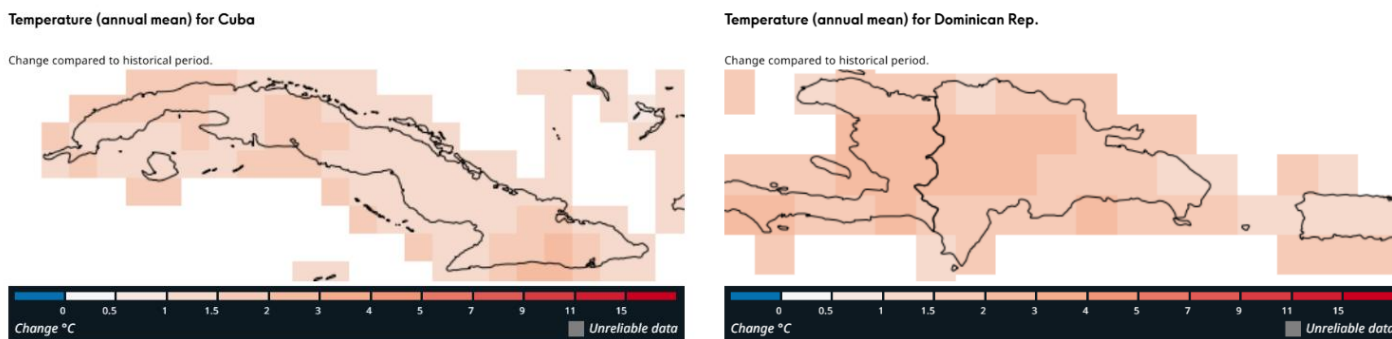 Temperature (annual mean) for Cuba
Change compared to historical period.
0 0.5 1 1.5 2 3 4 5 7 9 11 15
Change °C Unreliable data
Temperature (annual mean) for Dominican Rep.
Change compared to historical period.
0 0.5 1 1.5 2 3 4 5 7 9 11 15
Change °C Unreliable data